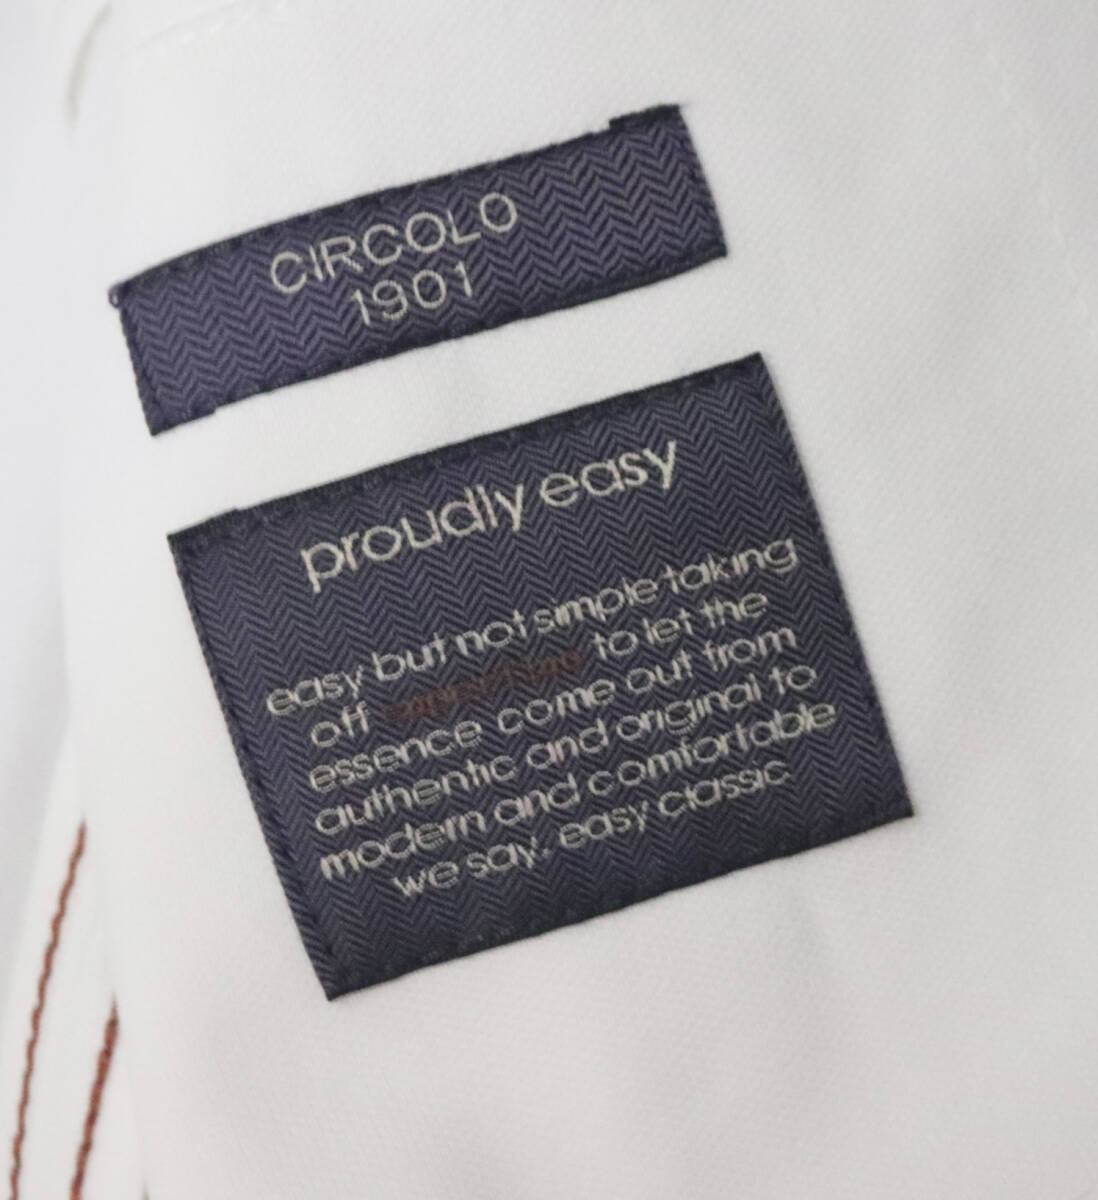 CIRCOLO
1901
proudly easy
easy but not simple taking
off to let the
essence come out from
authentic and original to
modern and comfortable
we say. easy classic